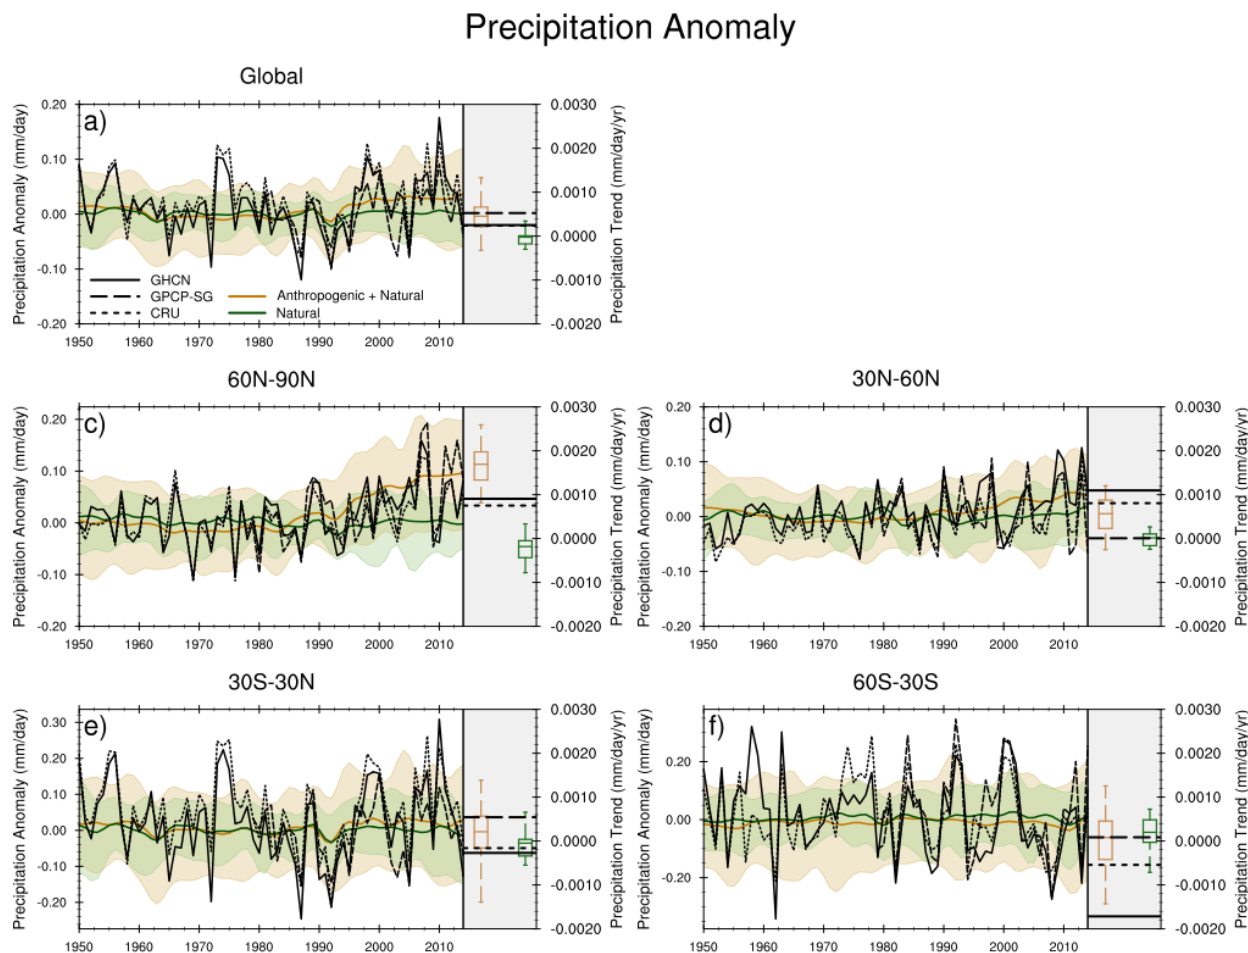 Precipitation Anomaly
Global
a)
Precipitation Anomaly (mm/day)
0.20
0.10
0.00
-0.10
-0.20
GHCN
GPCP-SG
CRU
Anthropogenic + Natural
Natural
1950 1960 1970 1980 1990 2000 2010
0.0030
0.0020
0.0010
0.0000
-0.0010
-0.0020
Precipitation Trend (mm/day/yr)
60N-90N
c)
Precipitation Anomaly (mm/day)
0.20
0.10
0.00
-0.10
-0.20
1950 1960 1970 1980 1990 2000 2010
0.0030
0.0020
0.0010
0.0000
-0.0010
-0.0020
Precipitation Trend (mm/day/yr)
30N-60N
d)
Precipitation Anomaly (mm/day)
0.20
0.10
0.00
-0.10
-0.20
1950 1960 1970 1980 1990 2000 2010
0.0030
0.0020
0.0010
0.0000
-0.0010
-0.0020
Precipitation Trend (mm/day/yr)
30S-30N
e)
Precipitation Anomaly (mm/day)
0.30
0.20
0.10
0.00
-0.10
-0.20
1950 1960 1970 1980 1990 2000 2010
0.0030
0.0020
0.0010
0.0000
-0.0010
-0.0020
Precipitation Trend (mm/day/yr)
60S-30S
f)
Precipitation Anomaly (mm/day)
0.20
-0.00
-0.20
1950 1960 1970 1980 1990 2000 2010
0.0030
0.0020
0.0010
0.0000
-0.0010
-0.0020
Precipitation Trend (mm/day/yr)